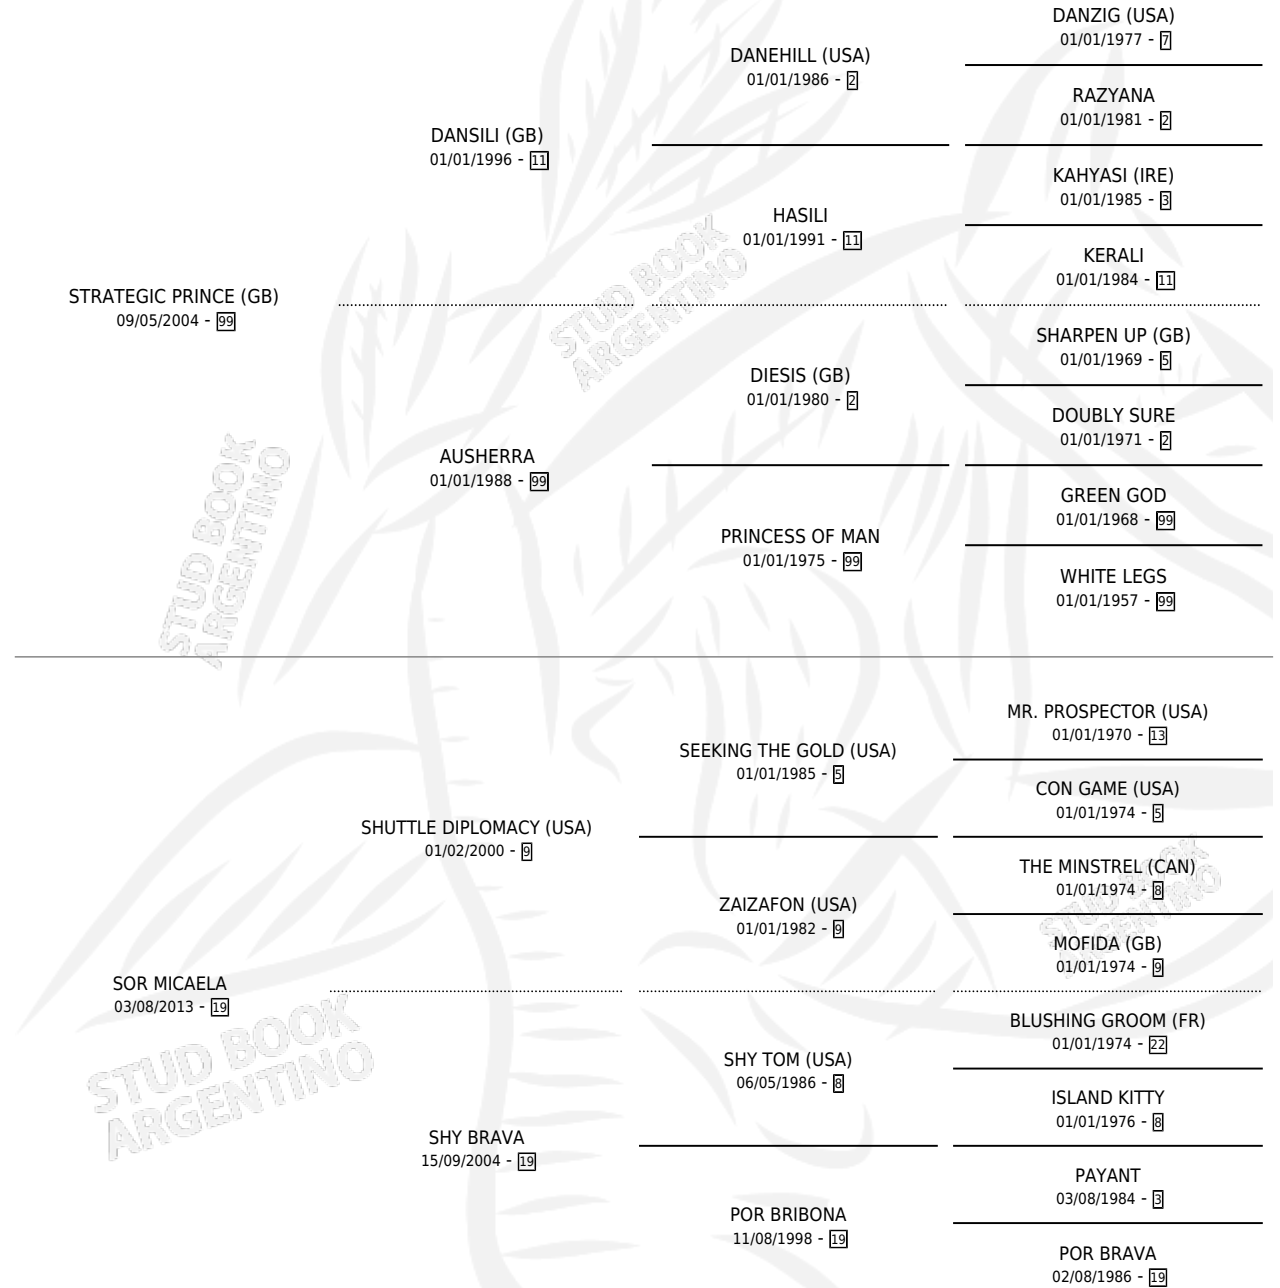 DANZIG (USA)
01/01/1977 - 7
DANEHILL (USA)
01/01/1986 - 2
RAZYANA
01/01/1981 - 2
DANSILI (GB)
01/01/1996 - 11
KAHYASI (IRE)
01/01/1985 - 3
HASILI
01/01/1991 - 11
KERALI
01/01/1984 - 11
STRATEGIC PRINCE (GB)
09/05/2004 - 99
STUD BOOK
ARGENTINO
SHARPEN UP (GB)
01/01/1969 - 5
DIESIS (GB)
01/01/1980 - 2
DOUBLY SURE
01/01/1971 - 2
AUSHERRA
01/01/1988 - 99
GREEN GOD
01/01/1968 - 99
PRINCESS OF MAN
01/01/1975 - 99
WHITE LEGS
01/01/1957 - 99
STUD BOOK
ARGENTINO
MR. PROSPECTOR (USA)
01/01/1970 - 13
SEEKING THE GOLD (USA)
01/01/1985 - 5
CON GAME (USA)
01/01/1974 - 5
SHUTTLE DIPLOMACY (USA)
01/02/2000 - 9
THE MINSTREL (CAN)
01/01/1974 - 8
ZAIZAFON (USA)
01/01/1982 - 9
MOFIDA (GB)
01/01/1974 - 9
STUD BOOK
ARGENTINO
SOR MICAELA
03/08/2013 - 19
BLUSHING GROOM (FR)
01/01/1974 - 22
SHY TOM (USA)
06/05/1986 - 8
ISLAND KITTY
01/01/1976 - 8
STUD BOOK
ARGENTINO
SHY BRAVA
15/09/2004 - 19
PAYANT
03/08/1984 - 3
POR BRIBONA
11/08/1998 - 19
POR BRAVA
02/08/1986 - 19